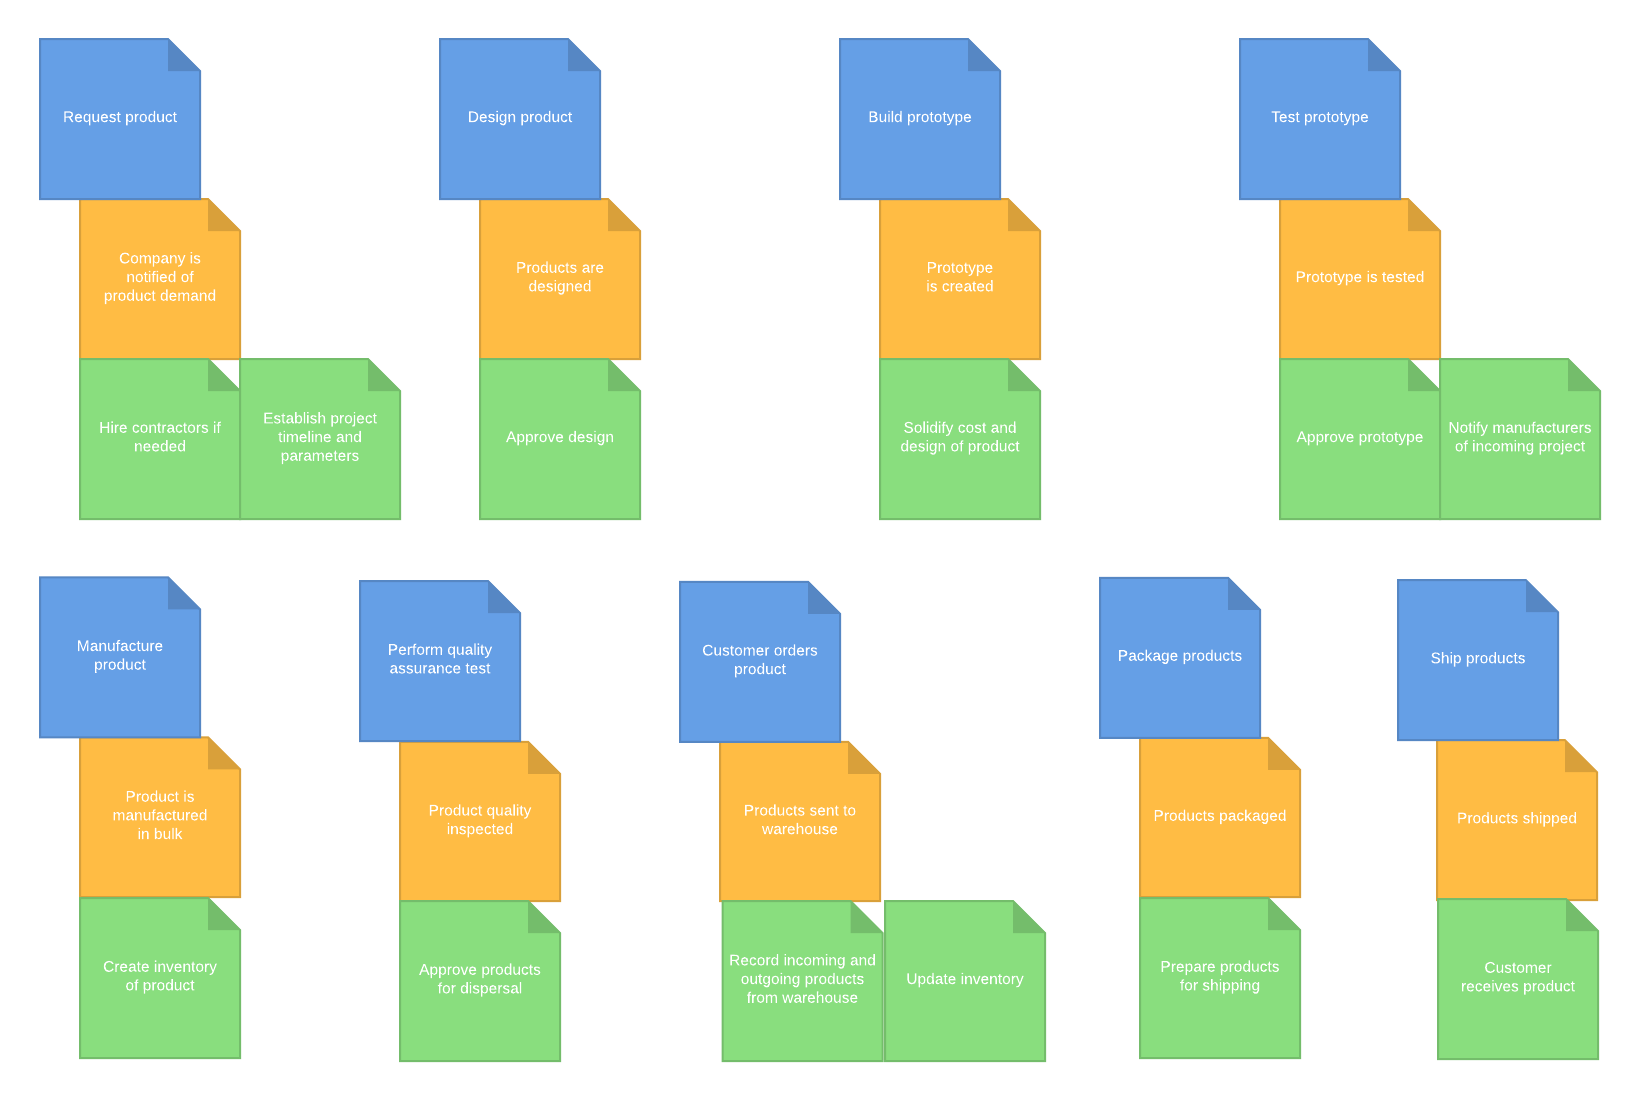 Request product
Company is
notified of
product demand
Hire contractors if
needed
Establish project
timeline and
parameters
Design product
Products are
designed
Approve design
Build prototype
Prototype
is created
Solidify cost and
design of product
Test prototype
Prototype is tested
Approve prototype
Notify manufacturers
of incoming project
Manufacture
product
Product is
manufactured
in bulk
Create inventory
of product
Perform quality
assurance test
Product quality
inspected
Approve products
for dispersal
Customer orders
product
Products sent to
warehouse
Record incoming and
outgoing products
from warehouse
Update inventory
Package products
Products packaged
Prepare products
for shipping
Ship products
Products shipped
Customer
receives product